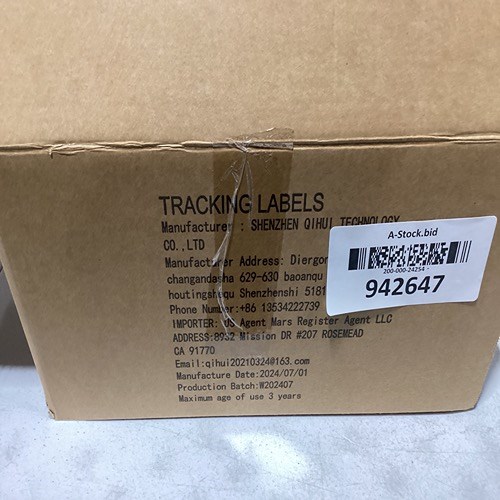 TRACKING LABELS
Manufacturer : SHENZHEN QIHUI TECHNOLOGY
CO.,LTD
Manufacturer Address: Diergon
changandasha 629-630 baoanqu
houtingshequ Shenzhenshi 5181
Phone Number:+86 13534222739
IMPORTER: US Agent Mars Register Agent LLC
ADDRESS:8932 Mission DR #207 ROSEMEAD
CA 91770
Email:qihui20210324@163.com
Manufacture Date:2024/07/01
Production Batch:W202407
Maximum age of use 3 years
A-Stock.bid
200-000-24254 -
942647